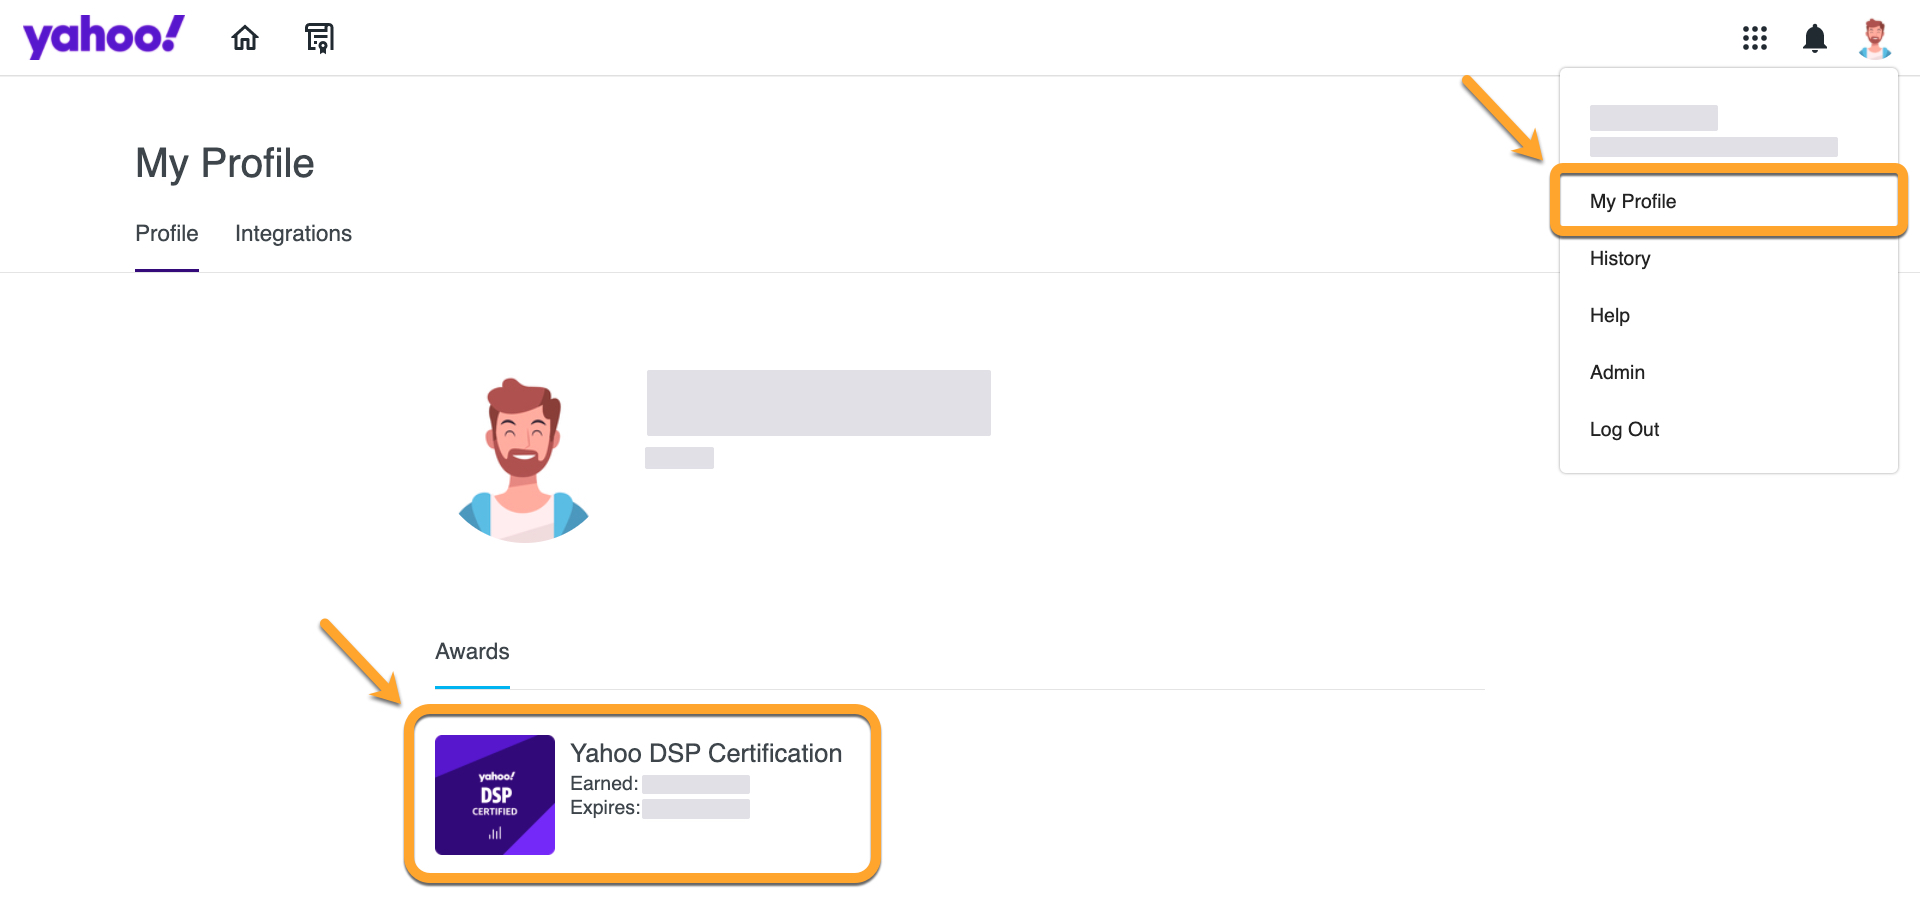 yahoo!
My Profile
Profile
Integrations
My Profile
History
Help
Admin
Log Out
Awards
yahoo!
DSP
CERTIFIED
Yahoo DSP Certification
Earned:
Expires: